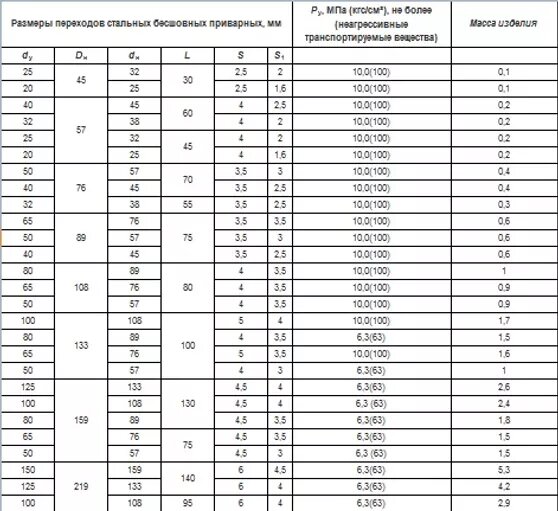 Размеры переходов стальных бесшовных приварных, мм
Ру, МПа (кгс/см²), не более (неагрессивные транспортируемые вещества)
Масса изделия
dу Dн dн L S S1
25 45 32 30 2,5 2 10,0(100) 0,1
20 25 2,5 1,6 10,0(100) 0,1
40 57 45 60 4 2,5 10,0(100) 0,2
32 38 4 2 10,0(100) 0,2
25 32 45 4 2 10,0(100) 0,2
20 25 4 1,6 10,0(100) 0,2
50 76 57 70 3,5 3 10,0(100) 0,4
40 45 3,5 2,5 10,0(100) 0,4
32 38 55 3,5 2,5 10,0(100) 0,3
65 89 76 75 3,5 3,5 10,0(100) 0,6
50 57 3,5 3 10,0(100) 0,6
40 45 3,5 2,5 10,0(100) 0,6
80 108 89 80 4 3,5 10,0(100) 1
65 76 4 3,5 10,0(100) 0,9
50 57 4 3,5 10,0(100) 0,9
100 133 108 100 5 4 10,0(100) 1,7
80 89 4 3,5 6,3(63) 1,5
65 76 5 3,5 10,0(100) 1,6
50 57 4 3 6,3(63) 1
125 159 133 130 4,5 4 6,3(63) 2,6
100 108 4,5 4 6,3 (63) 2,4
80 89 4,5 3,5 6,3(63) 1,8
65 76 75 4,5 3,5 6,3(63) 1,5
50 57 4,5 3 6,3 (63) 1,5
150 219 159 140 6 4,5 6,3(63) 5,3
125 133 6 4 6,3(63) 4,2
100 108 95 6 4 6,3(63) 2,9